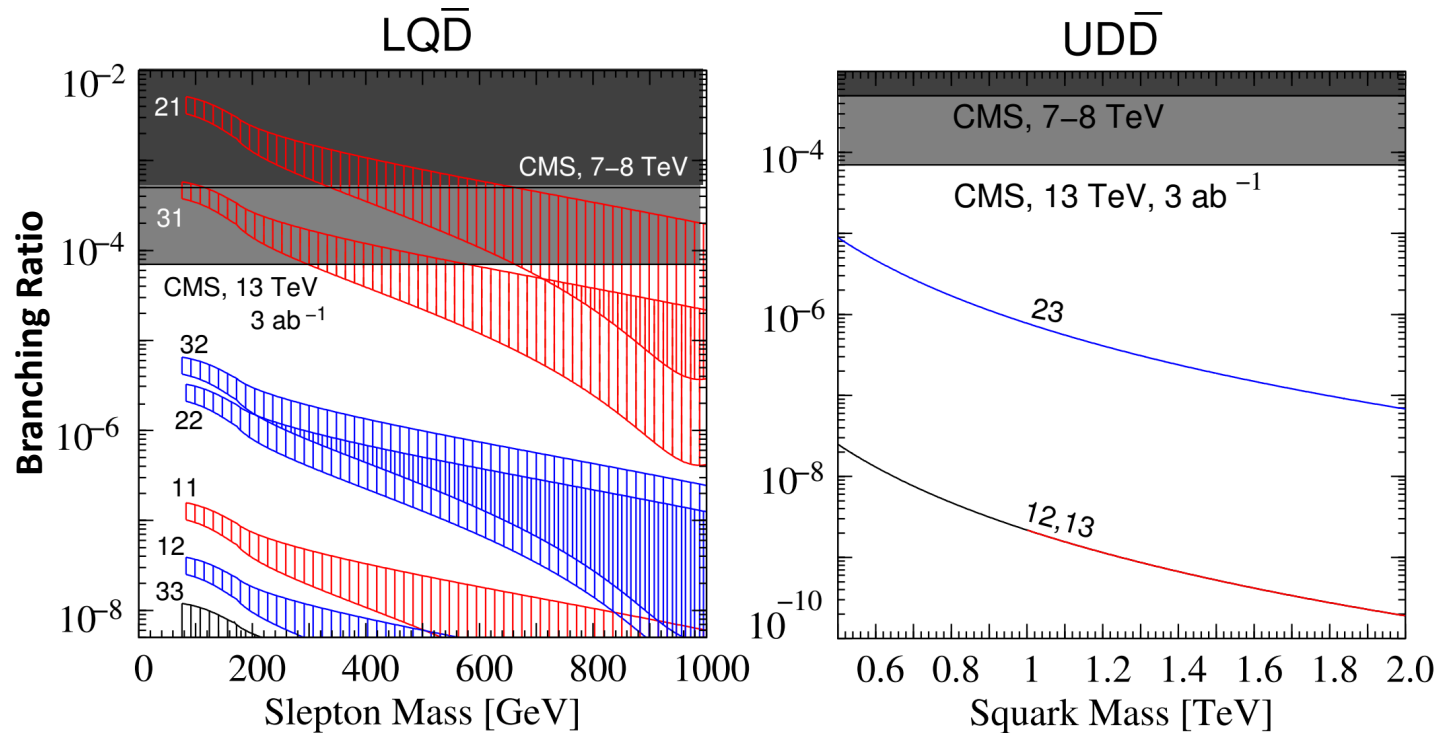 LQD̅
UDD̅
Branching Ratio
10⁻²
10⁻⁴
10⁻⁶
10⁻⁸
21
CMS, 7–8 TeV
31
CMS, 13 TeV
3 ab⁻¹
32
22
11
12
33
0 200 400 600 800 1000
Slepton Mass [GeV]
10⁻⁴
10⁻⁶
10⁻⁸
10⁻¹⁰
CMS, 7–8 TeV
CMS, 13 TeV, 3 ab⁻¹
23
12,13
0.6 0.8 1 1.2 1.4 1.6 1.8 2.0
Squark Mass [TeV]